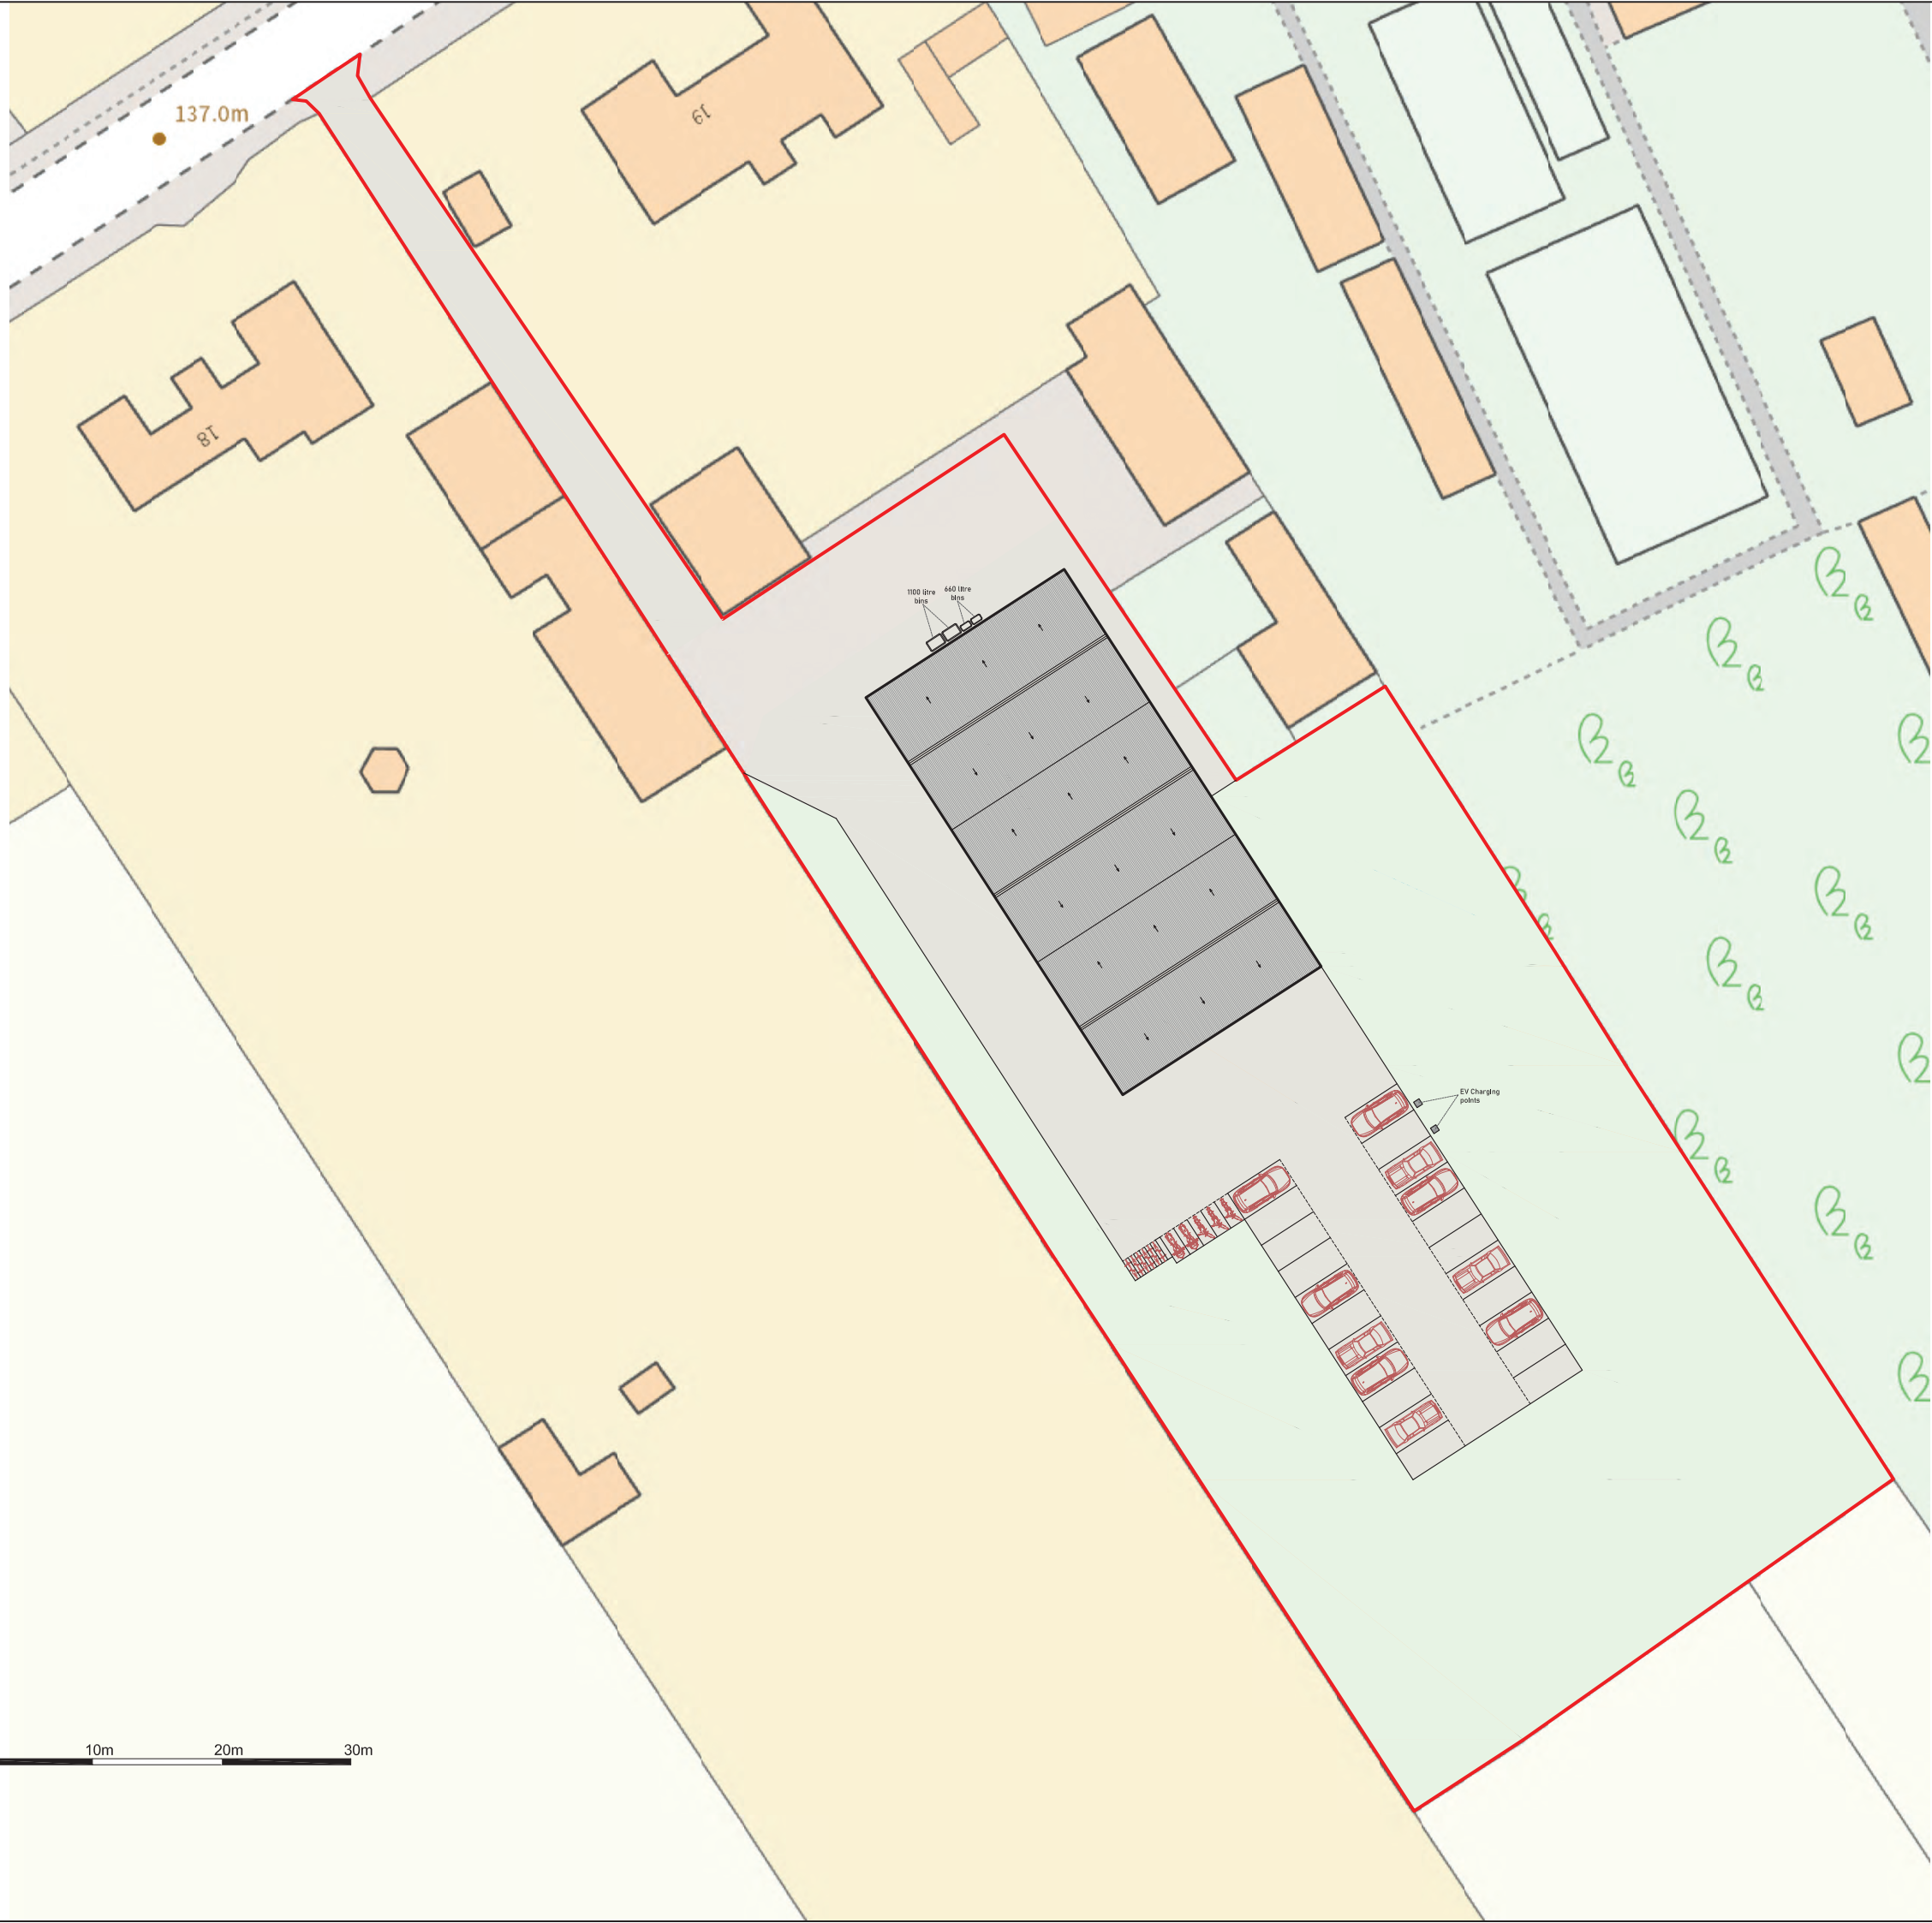 137.0m
19
18
1100 litre
bins
660 litre
bins
EV Charging
points
10m
20m
30m